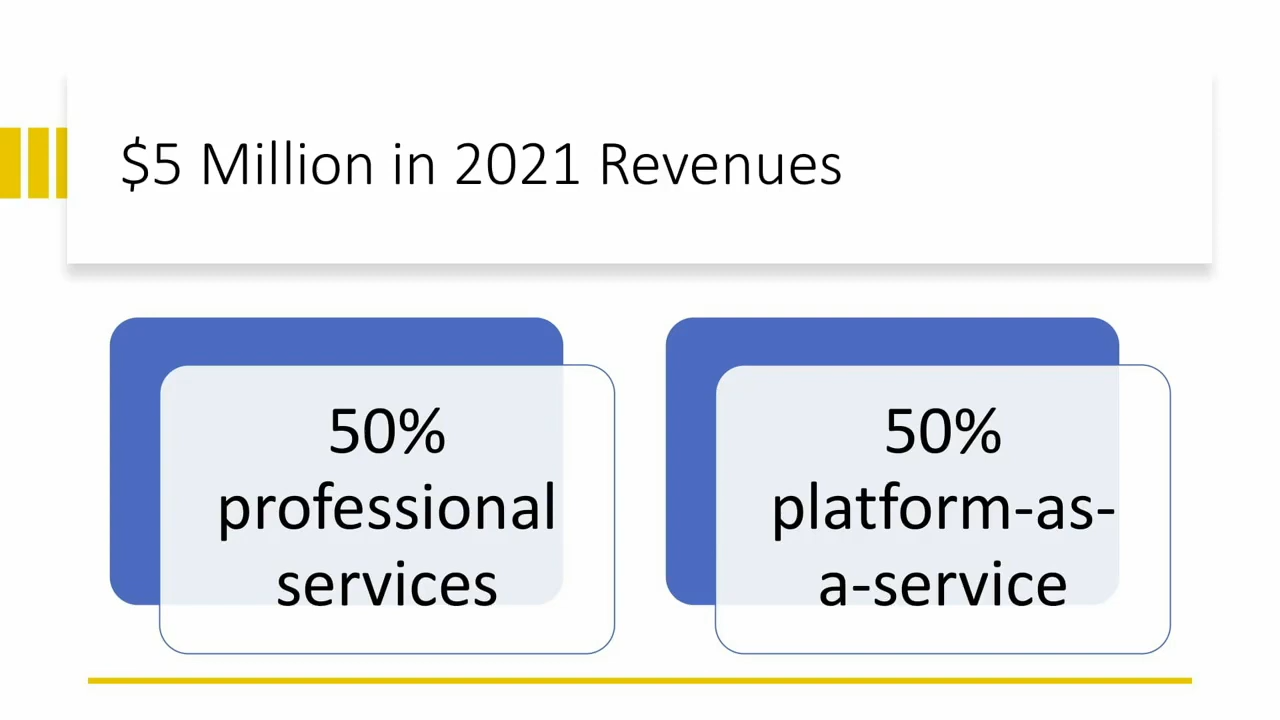 $5 Million in 2021 Revenues
50%
professional
services
50%
platform-as-
a-service